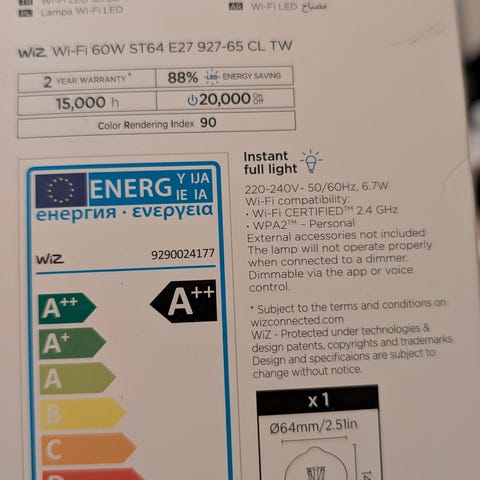 Lampa Wi-Fi LED
AR Wi-Fi LED مصباح
WiZ Wi-Fi 60W ST64 E27 927-65 CL TW
2 YEAR WARRANTY*
88% LED ENERGY SAVING
15,000 h
20,000 On Off
Color Rendering Index 90
ENERG Y IJA
IE IA
енергия · ενεργεια
WiZ 9290024177
A++
A++
A+
A
B
C
D
Instant
full light
220-240V~ 50/60Hz, 6.7W
Wi-Fi compatibility:
• Wi-Fi CERTIFIED™ 2.4 GHz
• WPA2™ – Personal
External accessories not included
The lamp will not operate properly
when connected to a dimmer.
Dimmable via the app or voice
control.
* Subject to the terms and conditions on
wizconnected.com
WiZ - Protected under technologies &
design patents, copyrights and trademarks
Design and specificaions are subject to
change without notice.
x 1
Ø64mm/2.5in